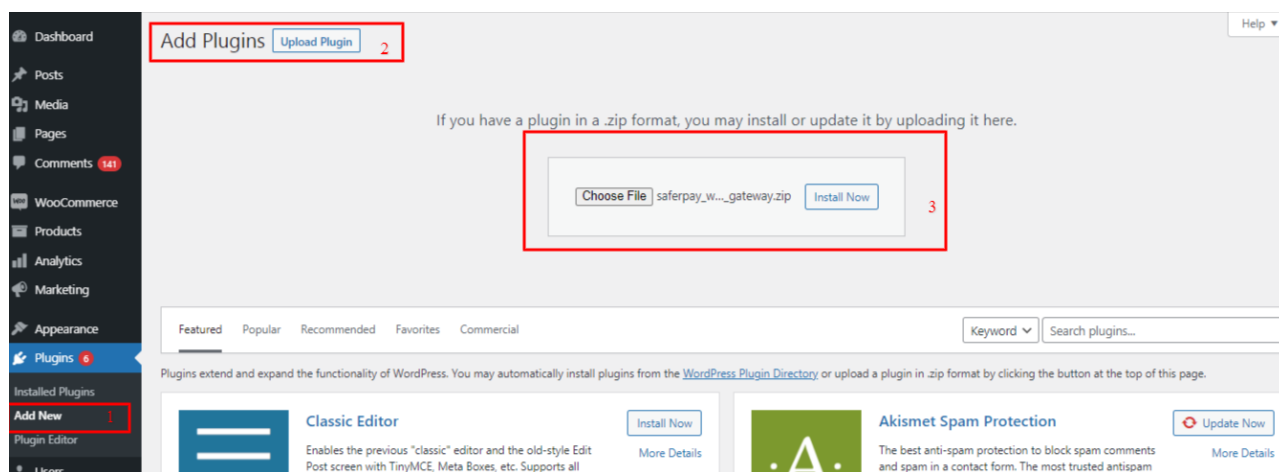 Dashboard
Posts
Media
Pages
Comments 141
WooCommerce
Products
Analytics
Marketing
Appearance
Plugins 6
Installed Plugins
Add New 1
Plugin Editor
Users
Help
Add Plugins Upload Plugin 2
If you have a plugin in a .zip format, you may install or update it by uploading it here.
Choose File saferpay_w..._gateway.zip Install Now
3
Featured Popular Recommended Favorites Commercial
Keyword Search plugins...
Plugins extend and expand the functionality of WordPress. You may automatically install plugins from the WordPress Plugin Directory or upload a plugin in .zip format by clicking the button at the top of this page.
Classic Editor
Install Now
Enables the previous "classic" editor and the old-style Edit
More Details
Post screen with TinyMCE, Meta Boxes, etc. Supports all
Akismet Spam Protection
Update Now
The best anti-spam protection to block spam comments
More Details
and spam in a contact form. The most trusted antispam